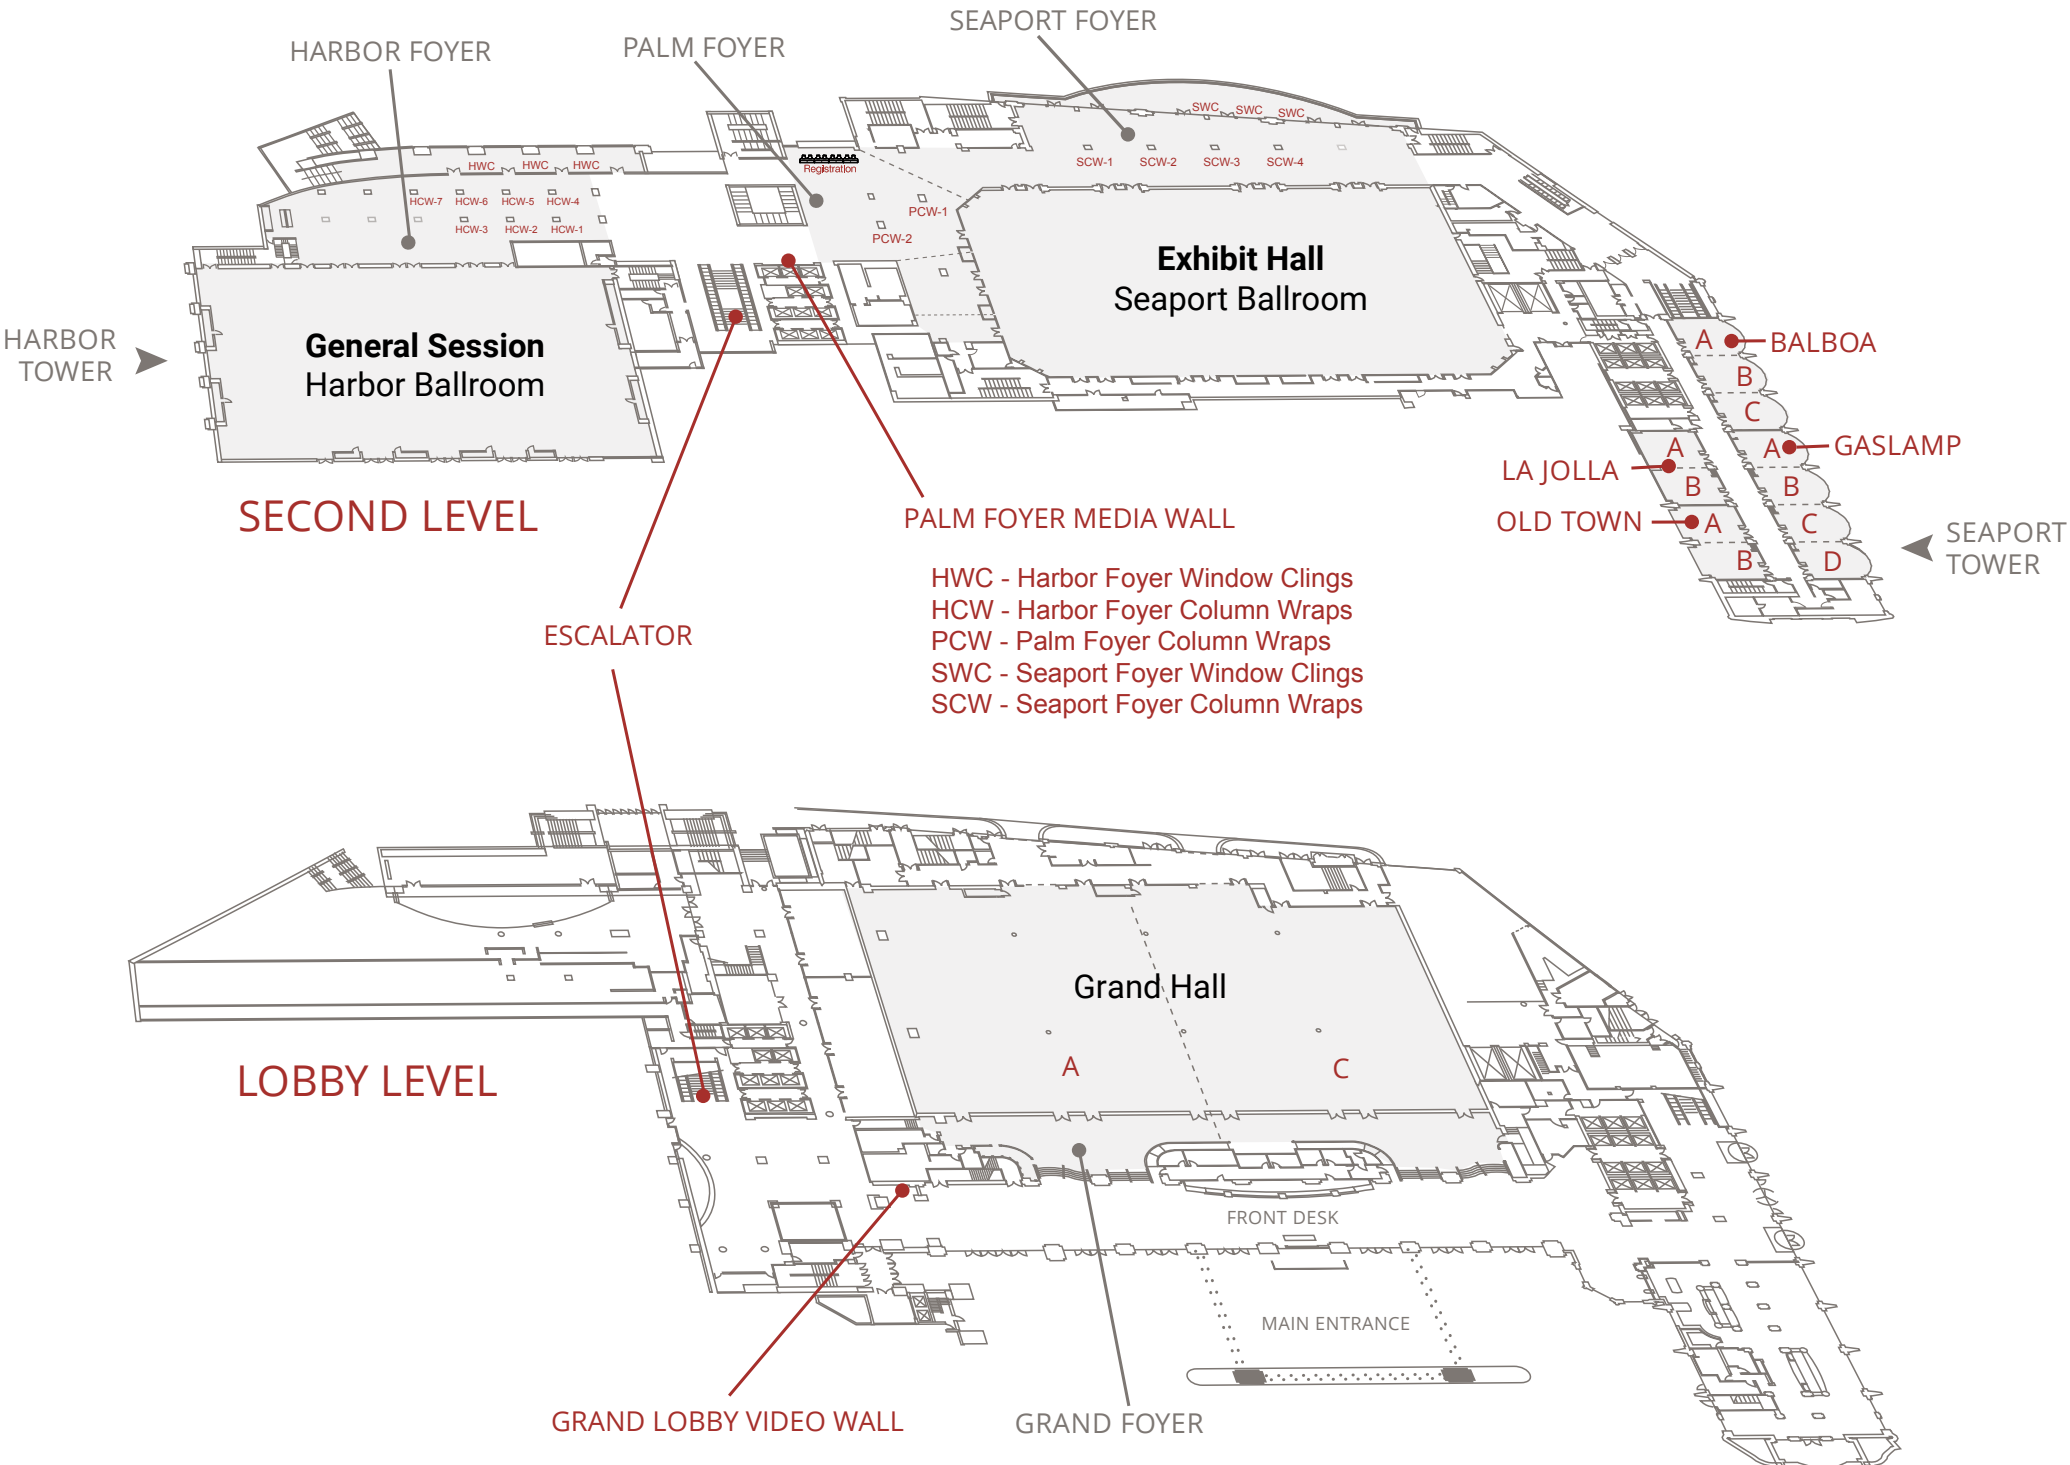 SEAPORT FOYER
HARBOR FOYER
PALM FOYER
SWC SWC SWC
Registration
SCW-1 SCW-2 SCW-3 SCW-4
HWC HWC HWC
HCW-7 HCW-6 HCW-5 HCW-4
HCW-3 HCW-2 HCW-1
PCW-1
PCW-2
Exhibit Hall
Seaport Ballroom
General Session
Harbor Ballroom
HARBOR
TOWER
A BALBOA
B
C
A GASLAMP
B
C
D
LA JOLLA A
B
OLD TOWN A
B
SEAPORT
TOWER
SECOND LEVEL
PALM FOYER MEDIA WALL
HWC - Harbor Foyer Window Clings
HCW - Harbor Foyer Column Wraps
PCW - Palm Foyer Column Wraps
SWC - Seaport Foyer Window Clings
SCW - Seaport Foyer Column Wraps
ESCALATOR
Grand Hall
A C
LOBBY LEVEL
FRONT DESK
MAIN ENTRANCE
GRAND LOBBY VIDEO WALL
GRAND FOYER